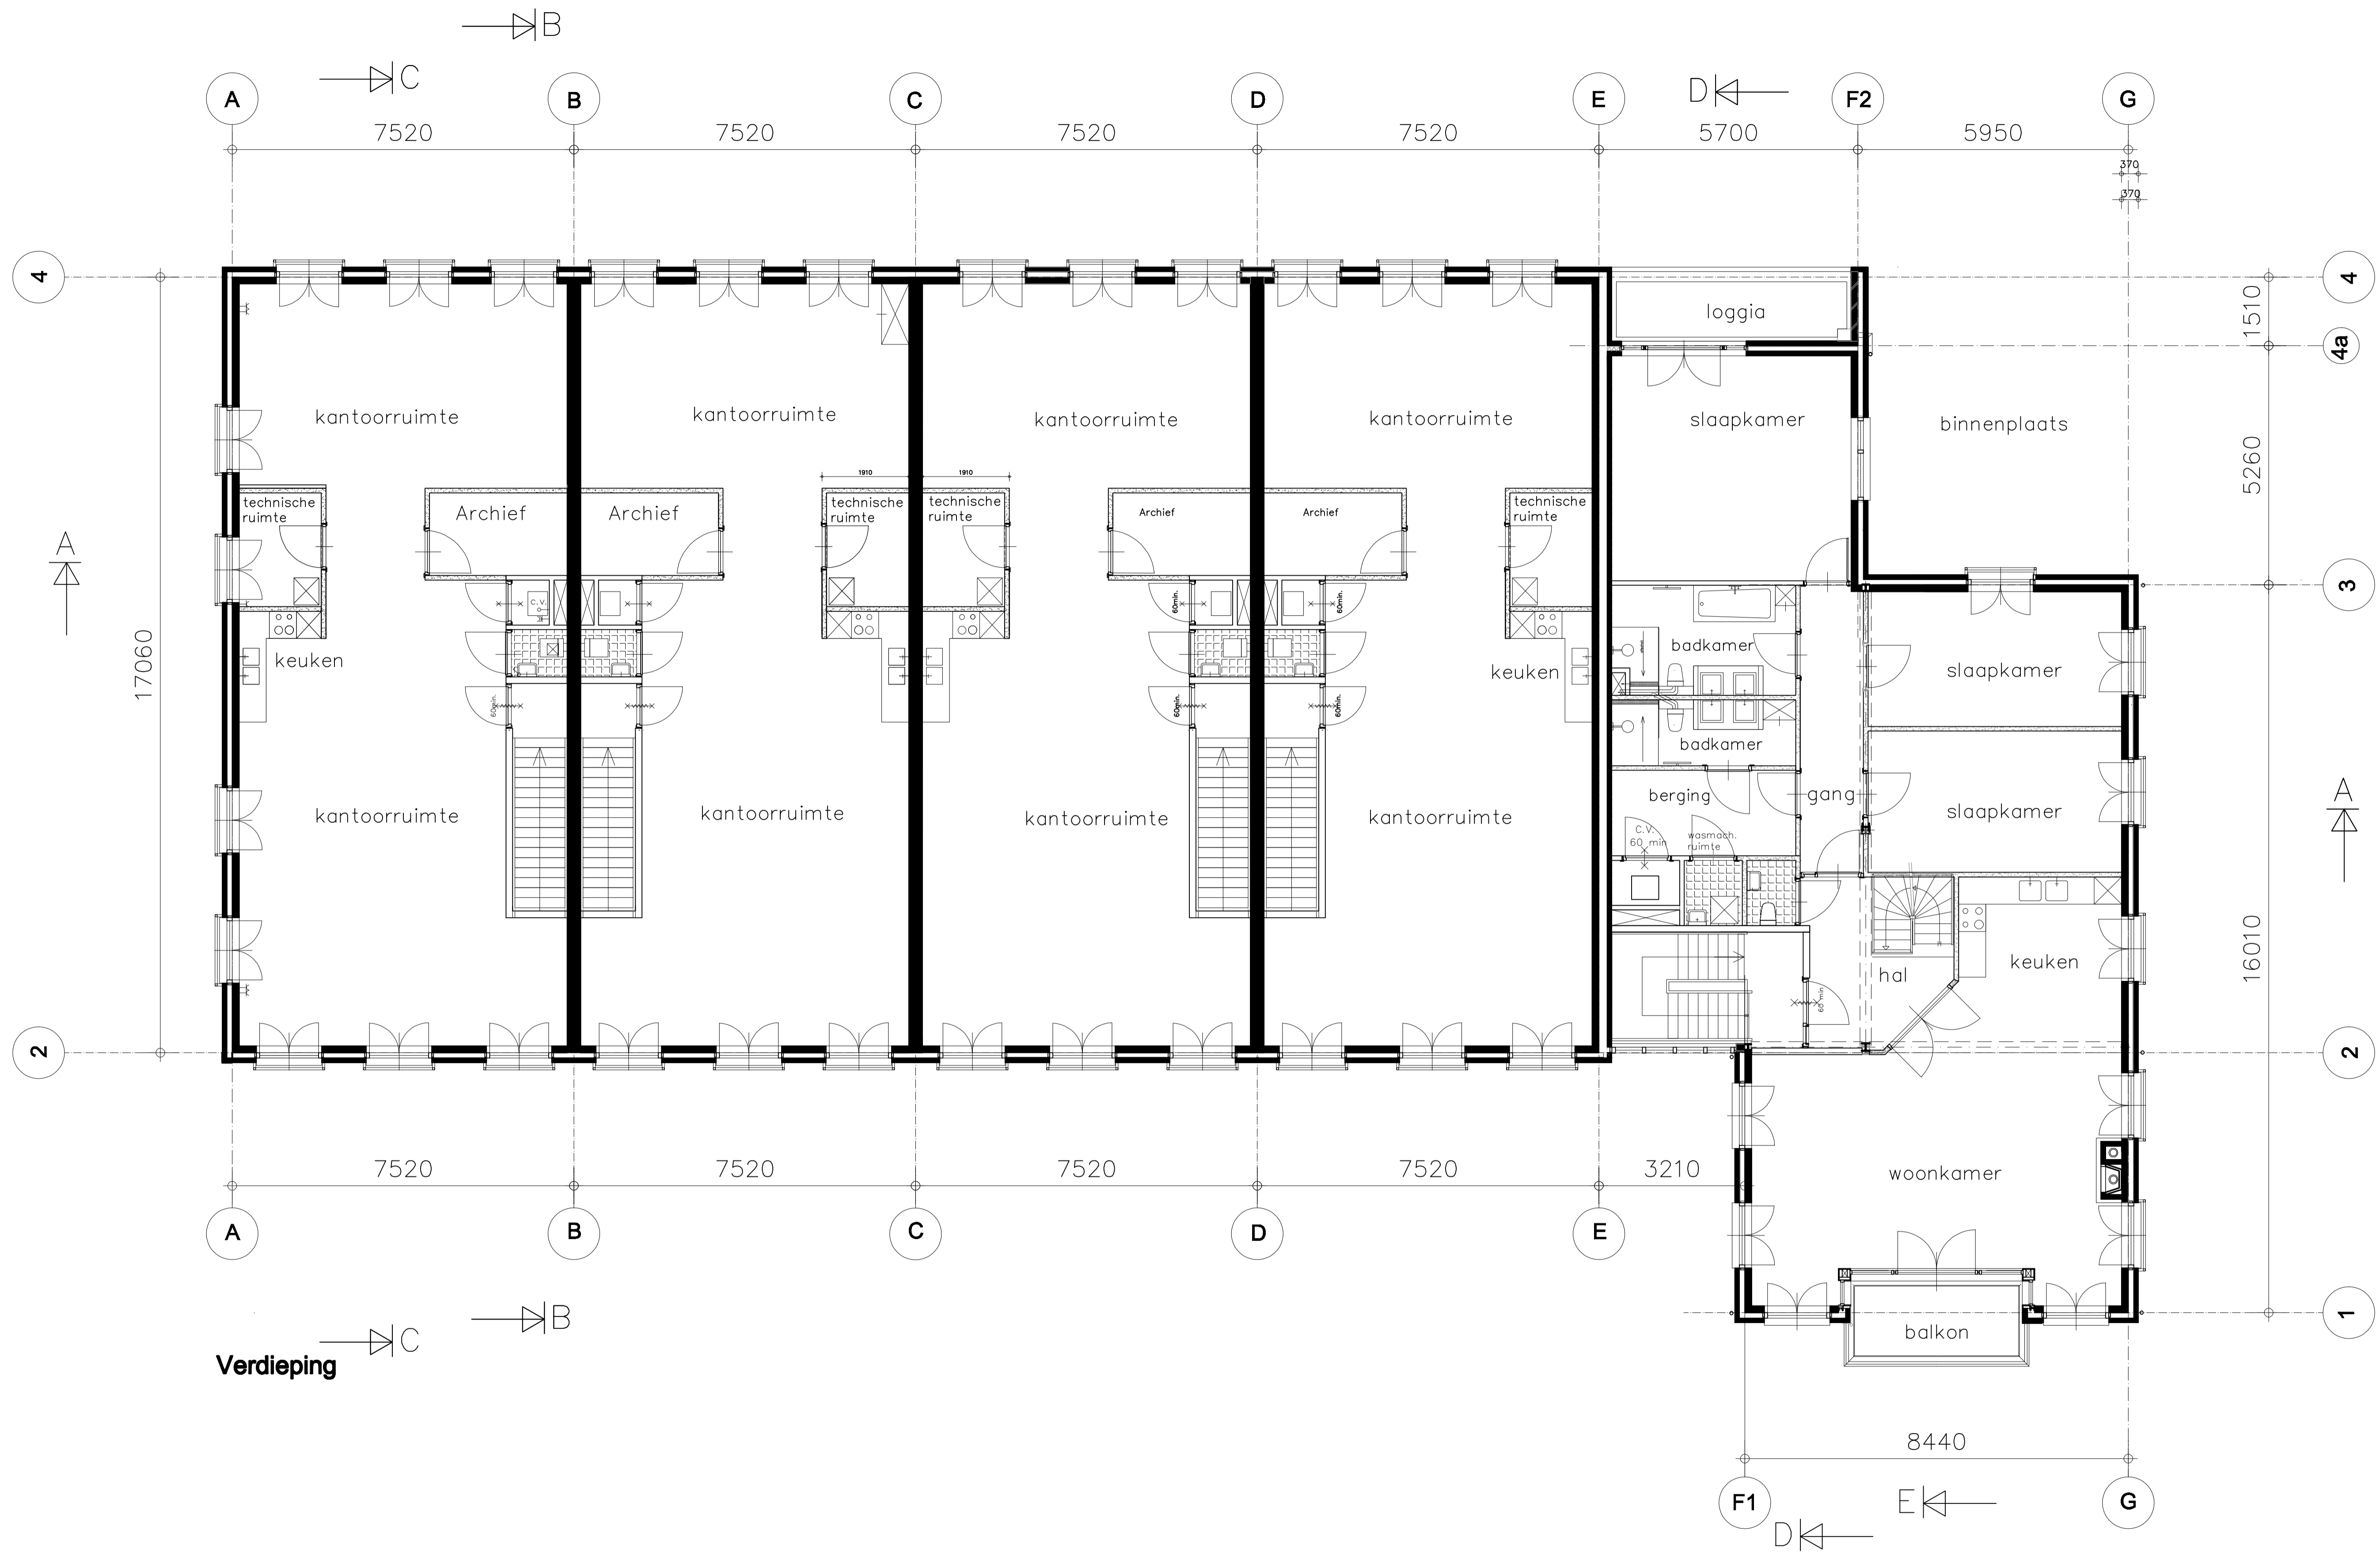 B
C
D
A B C D E F2 G
7520 7520 7520 7520 5700 5950
370
370
4 4
1510
loggia
4a
kantoorruimte kantoorruimte kantoorruimte kantoorruimte slaapkamer binnenplaats
5260
1910 1910
technische
ruimte
Archief Archief
technische
ruimte
technische
ruimte
Archief Archief
technische
ruimte
A
3
C.V.
60min.
60min.
17060
keuken keuken
badkamer
slaapkamer
60min.
60min.
60min.
badkamer
berging
gang
slaapkamer
A
kantoorruimte kantoorruimte kantoorruimte kantoorruimte
C.V.
60 min
wasmach.
ruimte
16010
hal
keuken
60 min
2 2
7520 7520 7520 7520 3210
woonkamer
A B C D E
B
C
1
balkon
Verdieping
8440
F1 E G
D